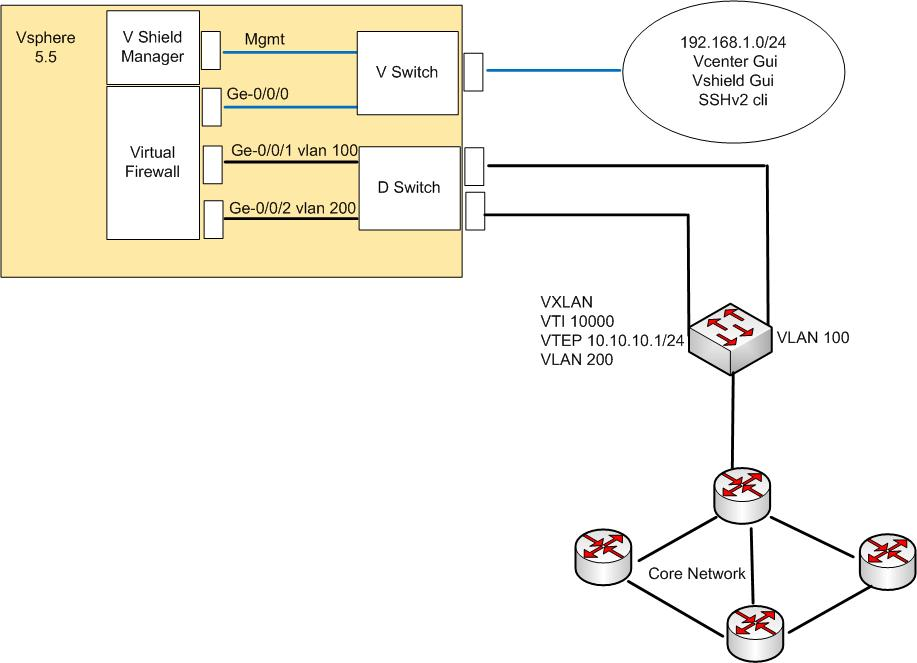 Vsphere
5.5
V Shield
Manager
Mgmt
V Switch
192.168.1.0/24
Vcenter Gui
Vshield Gui
SSHv2 cli
Ge-0/0/0
Virtual
Firewall
Ge-0/0/1 vlan 100
D Switch
Ge-0/0/2 vlan 200
VXLAN
VTI 10000
VTEP 10.10.10.1/24
VLAN 200
VLAN 100
Core Network